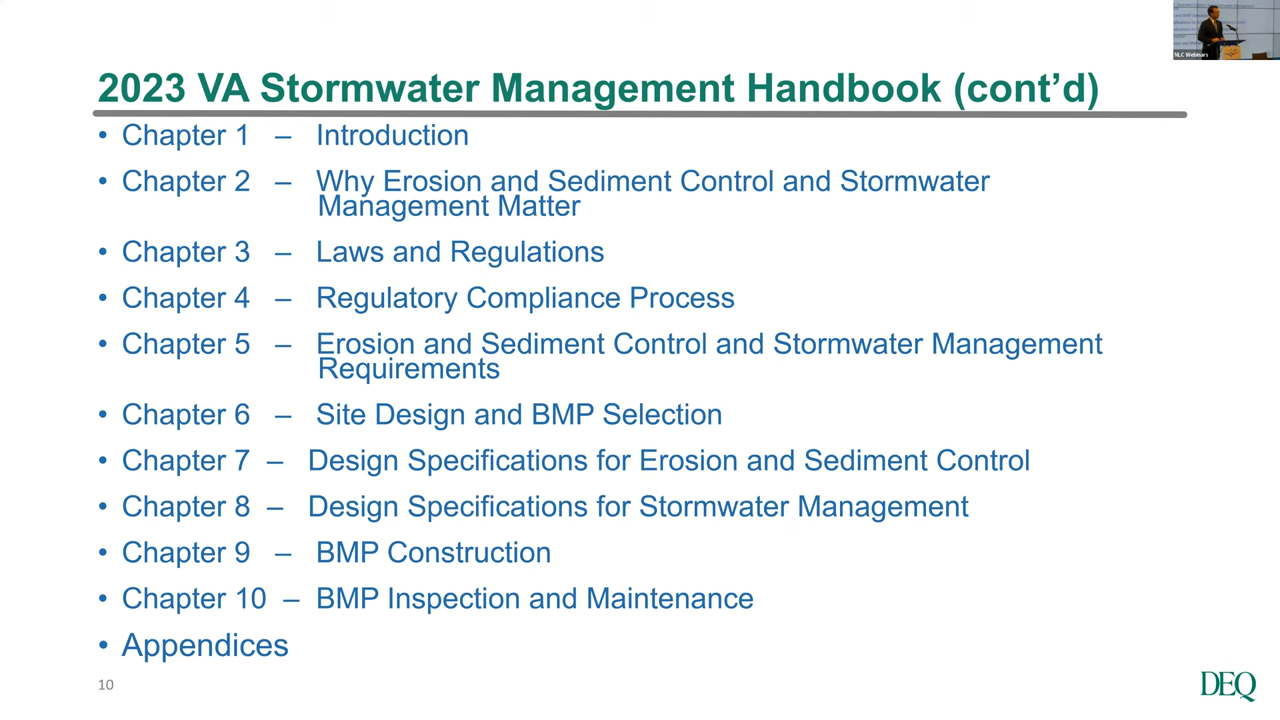 NLC Webinars
2023 VA Stormwater Management Handbook (cont’d)
• Chapter 1 – Introduction
• Chapter 2 – Why Erosion and Sediment Control and Stormwater
Management Matter
• Chapter 3 – Laws and Regulations
• Chapter 4 – Regulatory Compliance Process
• Chapter 5 – Erosion and Sediment Control and Stormwater Management
Requirements
• Chapter 6 – Site Design and BMP Selection
• Chapter 7 – Design Specifications for Erosion and Sediment Control
• Chapter 8 – Design Specifications for Stormwater Management
• Chapter 9 – BMP Construction
• Chapter 10 – BMP Inspection and Maintenance
• Appendices
10
DEQ